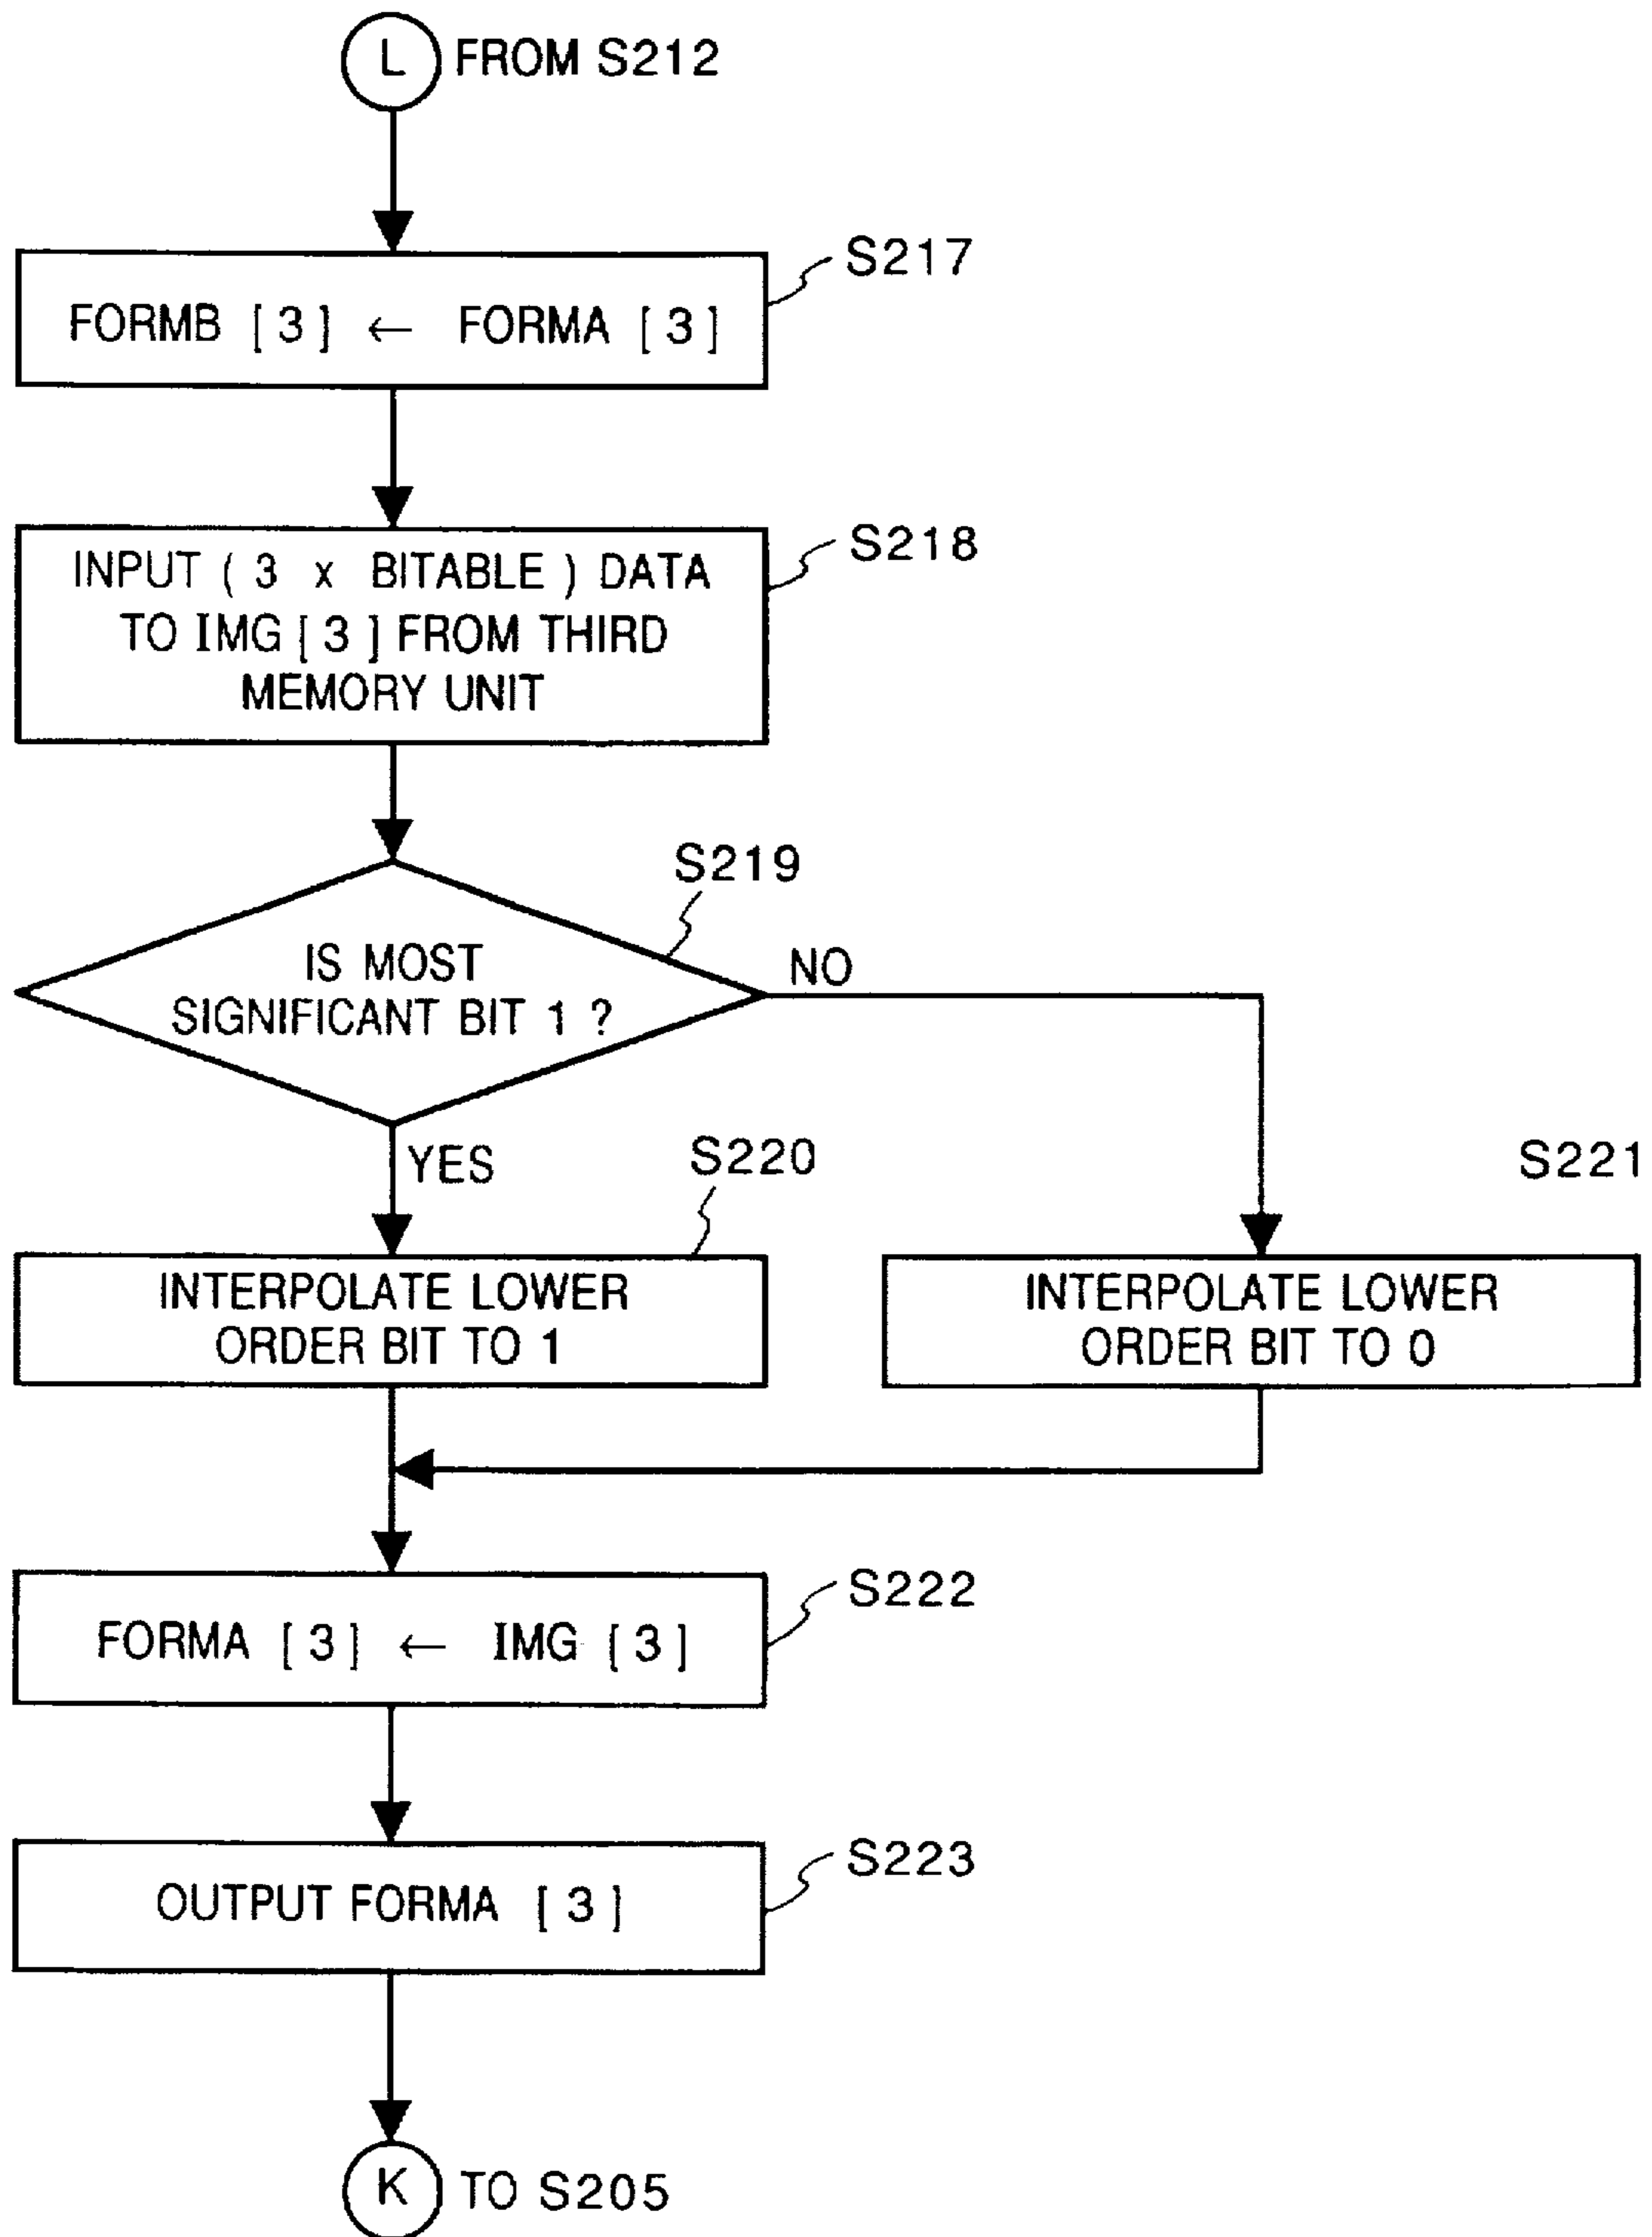 L FROM S212
S217
FORMB [ 3 ] ← FORMA [ 3 ]
S218
INPUT ( 3 x BITABLE ) DATA
TO IMG [ 3 ] FROM THIRD
MEMORY UNIT
S219
IS MOST
SIGNIFICANT BIT 1 ?
NO
YES
S220
S221
INTERPOLATE LOWER
ORDER BIT TO 1
INTERPOLATE LOWER
ORDER BIT TO 0
S222
FORMA [ 3 ] ← IMG [ 3 ]
S223
OUTPUT FORMA [ 3 ]
K TO S205